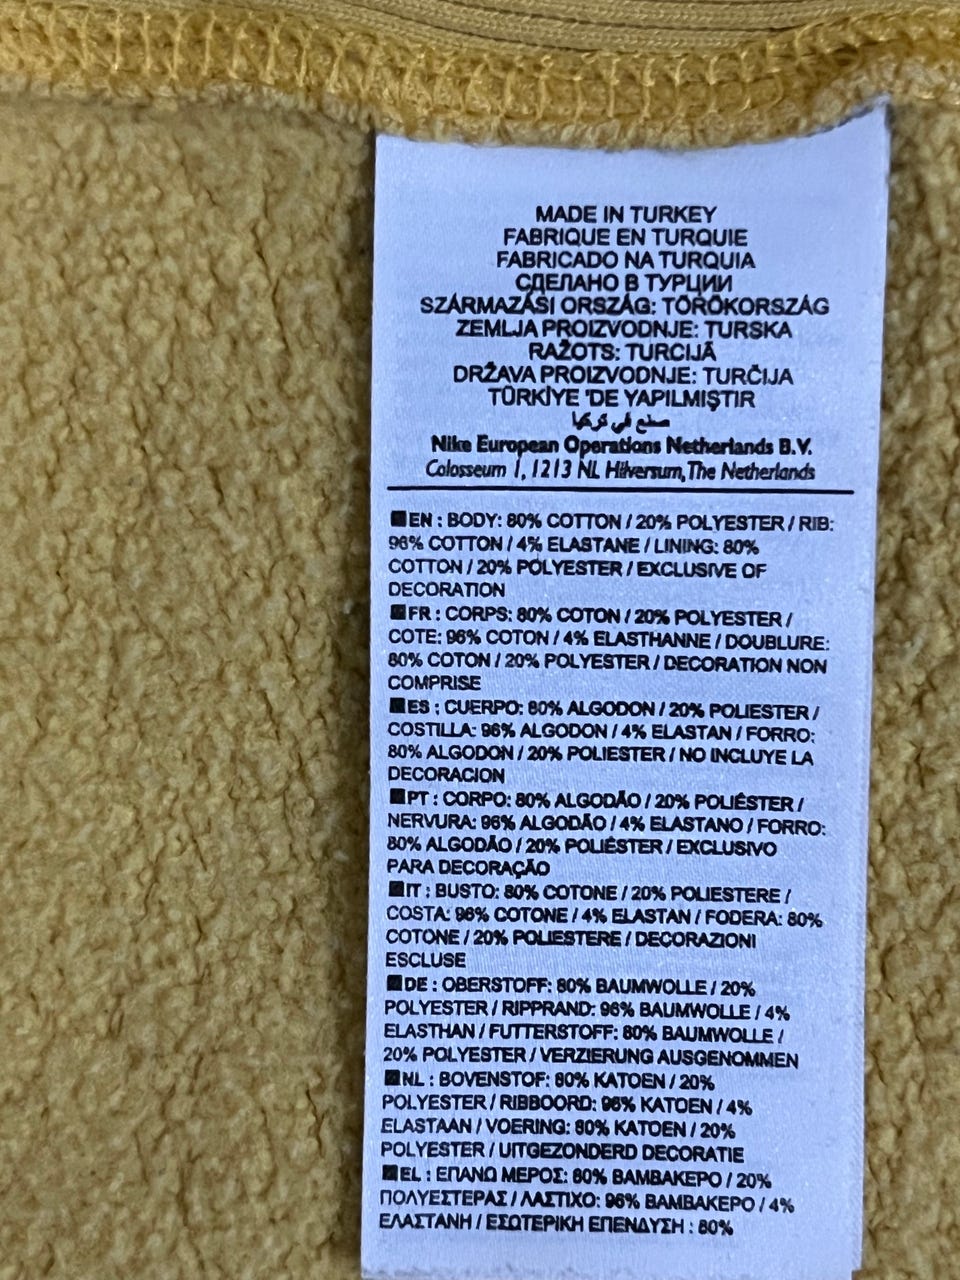 MADE IN TURKEY
FABRIQUE EN TURQUIE
FABRICADO NA TURQUIA
СДЕЛАНО В ТУРЦИИ
SZÁRMAZÁSI ORSZÁG: TÖRÖKORSZÁG
ZEMLJA PROIZVODNJE: TURSKA
RAŽOTS: TURCIJĀ
DRŽAVA PROIZVODNJE: TURČIJA
TÜRKİYE 'DE YAPILMIŞTIR
صنع في تركيا
Nike European Operations Netherlands B.V.
Colosseum 1, 1213 NL Hilversum, The Netherlands
EN : BODY: 80% COTTON / 20% POLYESTER / RIB:
96% COTTON / 4% ELASTANE / LINING: 80%
COTTON / 20% POLYESTER / EXCLUSIVE OF
DECORATION
FR : CORPS: 80% COTON / 20% POLYESTER /
COTE: 96% COTON / 4% ELASTHANNE / DOUBLURE:
80% COTON / 20% POLYESTER / DECORATION NON
COMPRISE
ES : CUERPO: 80% ALGODON / 20% POLIESTER /
COSTILLA: 96% ALGODON / 4% ELASTAN / FORRO:
80% ALGODON / 20% POLIESTER / NO INCLUYE LA
DECORACION
PT : CORPO: 80% ALGODÃO / 20% POLIÉSTER /
NERVURA: 96% ALGODÃO / 4% ELASTANO / FORRO:
80% ALGODÃO / 20% POLIÉSTER / EXCLUSIVO
PARA DECORAÇÃO
IT : BUSTO: 80% COTONE / 20% POLIESTERE /
COSTA: 96% COTONE / 4% ELASTAN / FODERA: 80%
COTONE / 20% POLIESTERE / DECORAZIONI
ESCLUSE
DE : OBERSTOFF: 80% BAUMWOLLE / 20%
POLYESTER / RIPPRAND: 96% BAUMWOLLE / 4%
ELASTHAN / FUTTERSTOFF: 80% BAUMWOLLE /
20% POLYESTER / VERZIERUNG AUSGENOMMEN
NL : BOVENSTOF: 80% KATOEN / 20%
POLYESTER / RIBBOORD: 96% KATOEN / 4%
ELASTAAN / VOERING: 80% KATOEN / 20%
POLYESTER / UITGEZONDERD DECORATIE
EL : ΕΠΑΝΩ ΜΕΡΟΣ: 80% ΒΑΜΒΑΚΕΡΟ / 20%
ΠΟΛΥΕΣΤΕΡΑΣ / ΛΑΣΤΙΧΟ: 96% ΒΑΜΒΑΚΕΡΟ / 4%
ΕΛΑΣΤΑΝΗ / ΕΣΩΤΕΡΙΚΗ ΕΠΕΝΔΥΣΗ : 80%